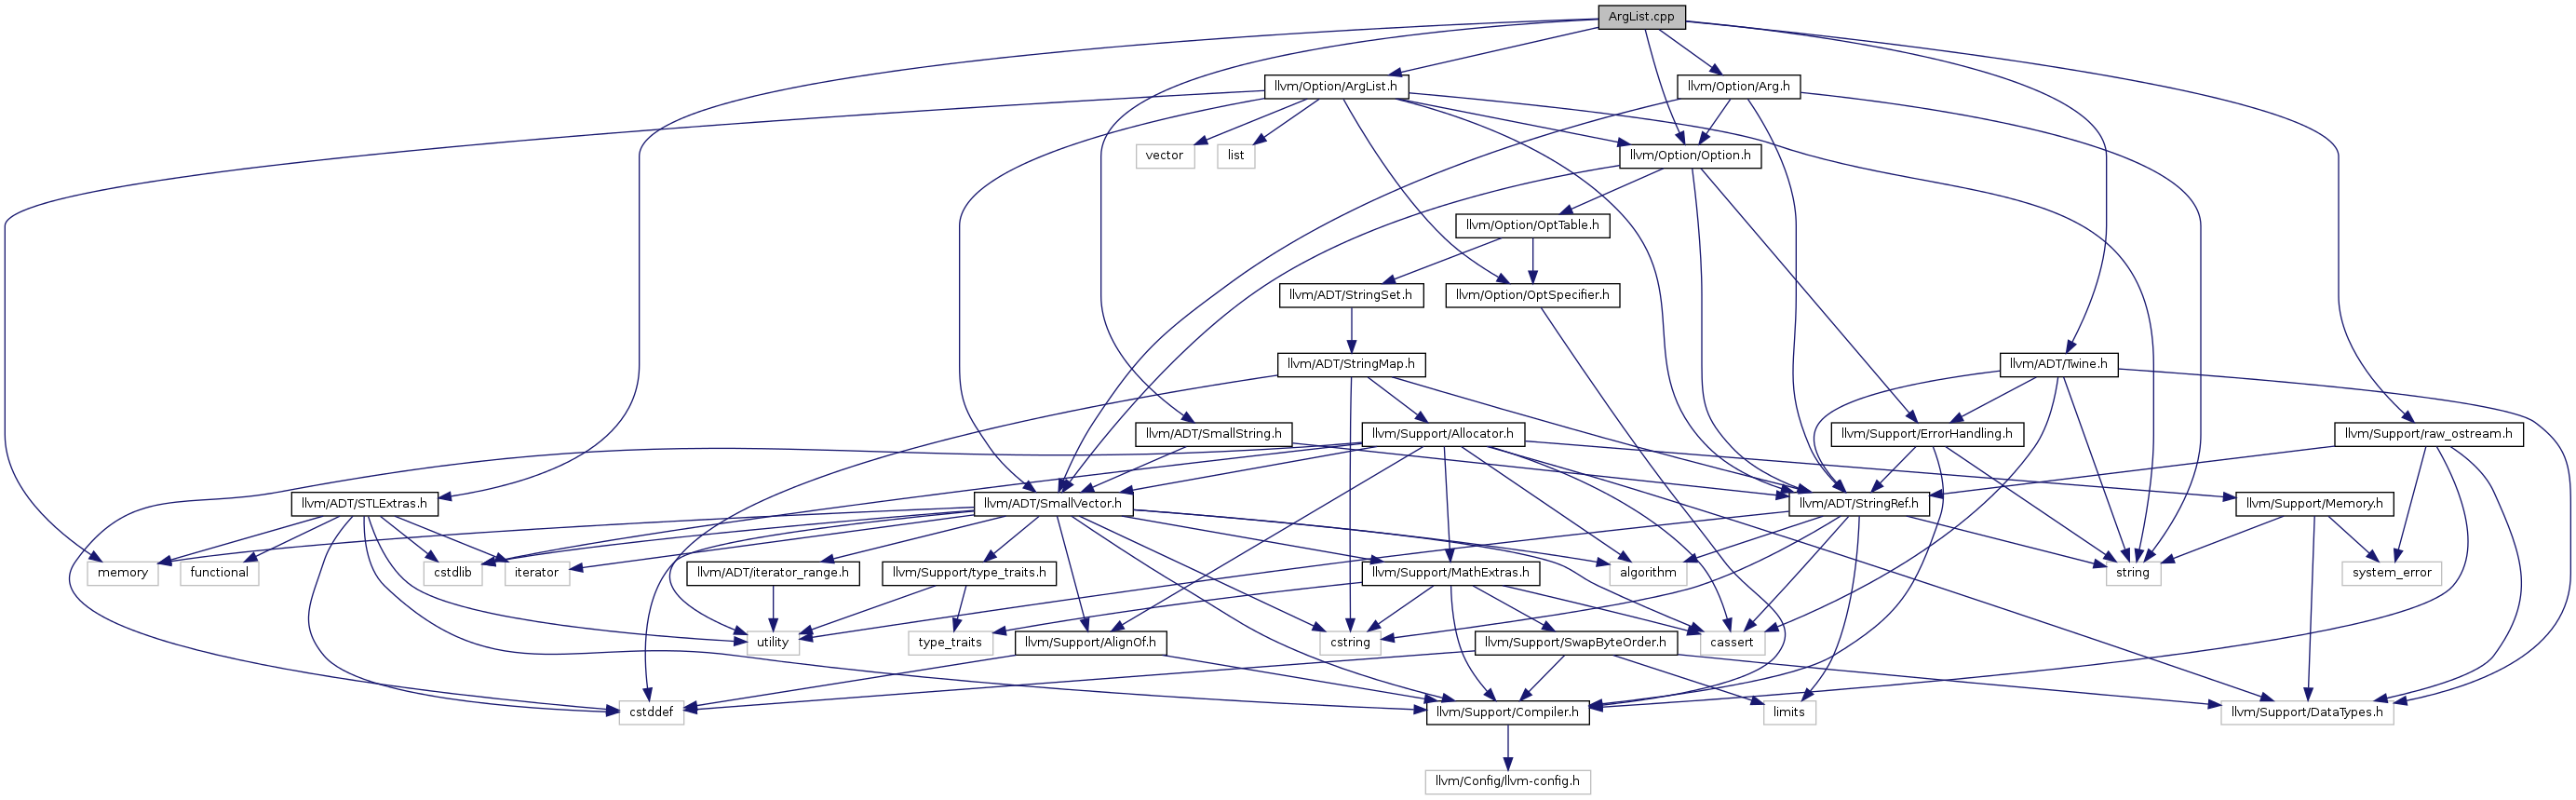 ArgList.cpp
llvm/Option/ArgList.h
llvm/Option/Arg.h
vector
list
llvm/Option/Option.h
llvm/Option/OptTable.h
llvm/ADT/StringSet.h
llvm/Option/OptSpecifier.h
llvm/ADT/StringMap.h
llvm/ADT/Twine.h
llvm/ADT/SmallString.h
llvm/Support/Allocator.h
llvm/Support/ErrorHandling.h
llvm/Support/raw_ostream.h
llvm/ADT/STLExtras.h
llvm/ADT/SmallVector.h
llvm/ADT/StringRef.h
llvm/Support/Memory.h
memory
functional
cstdlib
iterator
llvm/ADT/iterator_range.h
llvm/Support/type_traits.h
algorithm
llvm/Support/MathExtras.h
string
system_error
utility
type_traits
llvm/Support/AlignOf.h
cstring
llvm/Support/SwapByteOrder.h
cassert
cstddef
llvm/Support/Compiler.h
limits
llvm/Support/DataTypes.h
llvm/Config/llvm-config.h